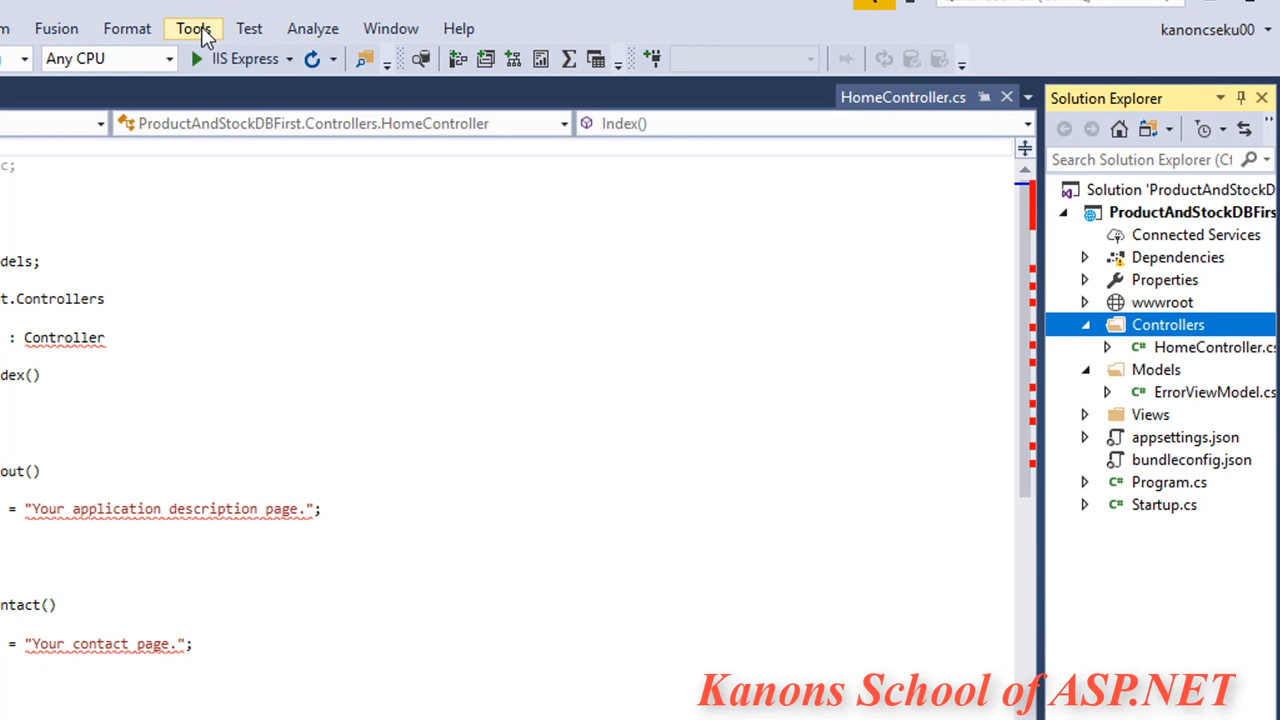 m Fusion Format Tools Test Analyze Window Help kanoncseku00
Any CPU IIS Express
HomeController.cs Solution Explorer
ProductAndStockDBFirst.Controllers.HomeController Index()
Search Solution Explorer (Ct
c;
Solution 'ProductAndStockD
ProductAndStockDBFirs
Connected Services
dels;
Dependencies
Properties
t.Controllers
wwwroot
Controllers
: Controller
HomeController.cs
dex()
Models
ErrorViewModel.cs
Views
appsettings.json
bundleconfig.json
out()
Program.cs
= "Your application description page.";
Startup.cs
ntact()
= "Your contact page.";
Kanons School of ASP.NET